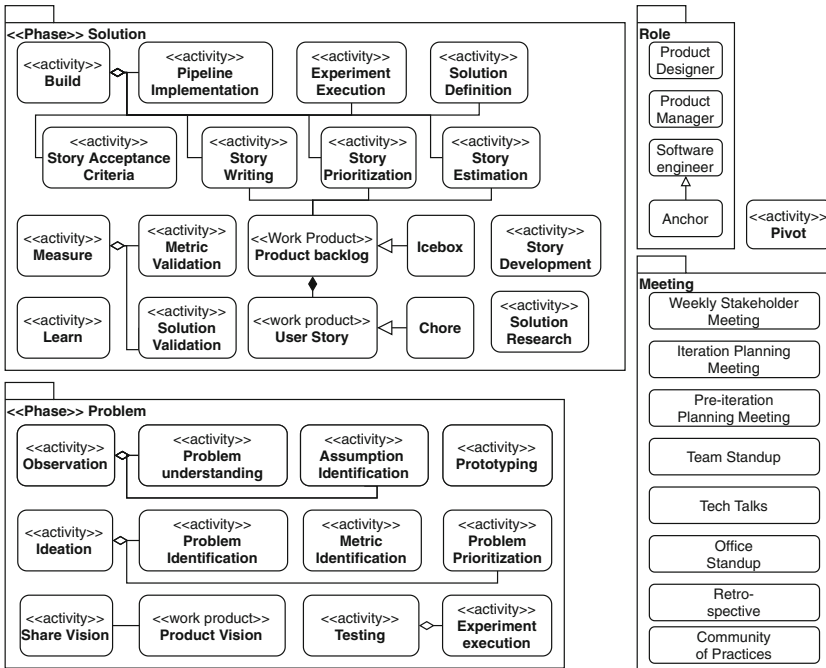 <<Phase>> Solution
<<activity>>
Build
<<activity>>
Pipeline
Implementation
<<activity>>
Experiment
Execution
<<activity>>
Solution
Definition
<<activity>>
Story Acceptance
Criteria
<<activity>>
Story
Writing
<<activity>>
Story
Prioritization
<<activity>>
Story
Estimation
<<activity>>
Measure
<<activity>>
Metric
Validation
<<Work Product>>
Product backlog
Icebox
<<activity>>
Story
Development
<<activity>>
Learn
<<activity>>
Solution
Validation
<<work product>>
User Story
Chore
<<activity>>
Solution
Research
<<Phase>> Problem
<<activity>>
Observation
<<activity>>
Problem
understanding
<<activity>>
Assumption
Identification
<<activity>>
Prototyping
<<activity>>
Ideation
<<activity>>
Problem
Identification
<<activity>>
Metric
Identification
<<activity>>
Problem
Prioritization
<<activity>>
Share Vision
<<work product>>
Product Vision
<<activity>>
Testing
<<activity>>
Experiment
execution
Role
Product
Designer
Product
Manager
Software
engineer
Anchor
<<activity>>
Pivot
Meeting
Weekly Stakeholder
Meeting
Iteration Planning
Meeting
Pre-iteration
Planning Meeting
Team Standup
Tech Talks
Office
Standup
Retro-
spective
Community
of Practices